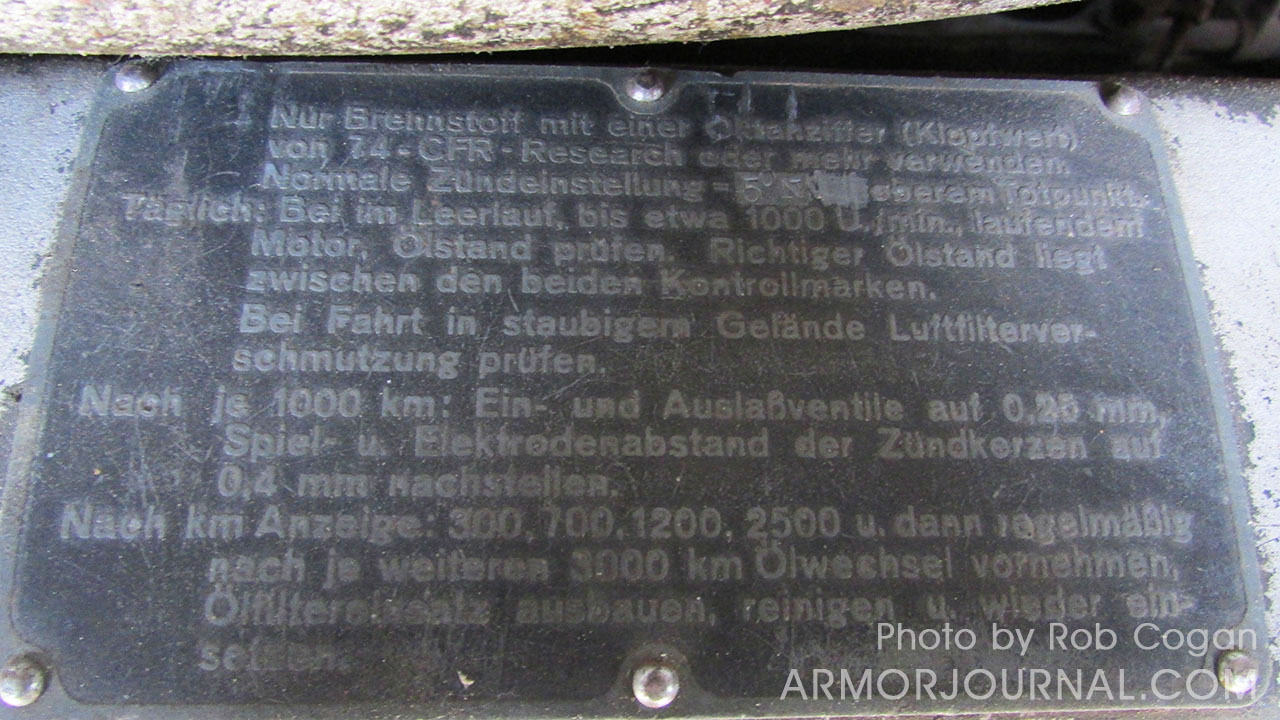 Nur Brennstoff mit einer Oktanziffer (Klopfwert)
von 74 - CFR - Research oder mehr verwenden.
Normale Zündeinstellung = 5° oberem Totpunkt.
Täglich: Bei im Leerlauf, bis etwa 1000 U./min., laufendem
Motor, Ölstand prüfen. Richtiger Ölstand liegt
zwischen den beiden Kontrollmarken.
Bei Fahrt in staubigem Gelände Luftfilterver-
schmutzung prüfen.
Nach je 1000 km: Ein- und Auslaßventile auf 0,25 mm,
Spiel- u. Elektrodenabstand der Zündkerzen auf
0,4 mm nachstellen.
Nach km Anzeige: 300, 700, 1200, 2500 u. dann regelmäßig
nach je weiteren 3000 km Ölwechsel vornehmen,
Ölfiltereinsatz ausbauen, reinigen u. wieder ein-
setzen.
Photo by Rob Cogan
ARMORJOURNAL.COM